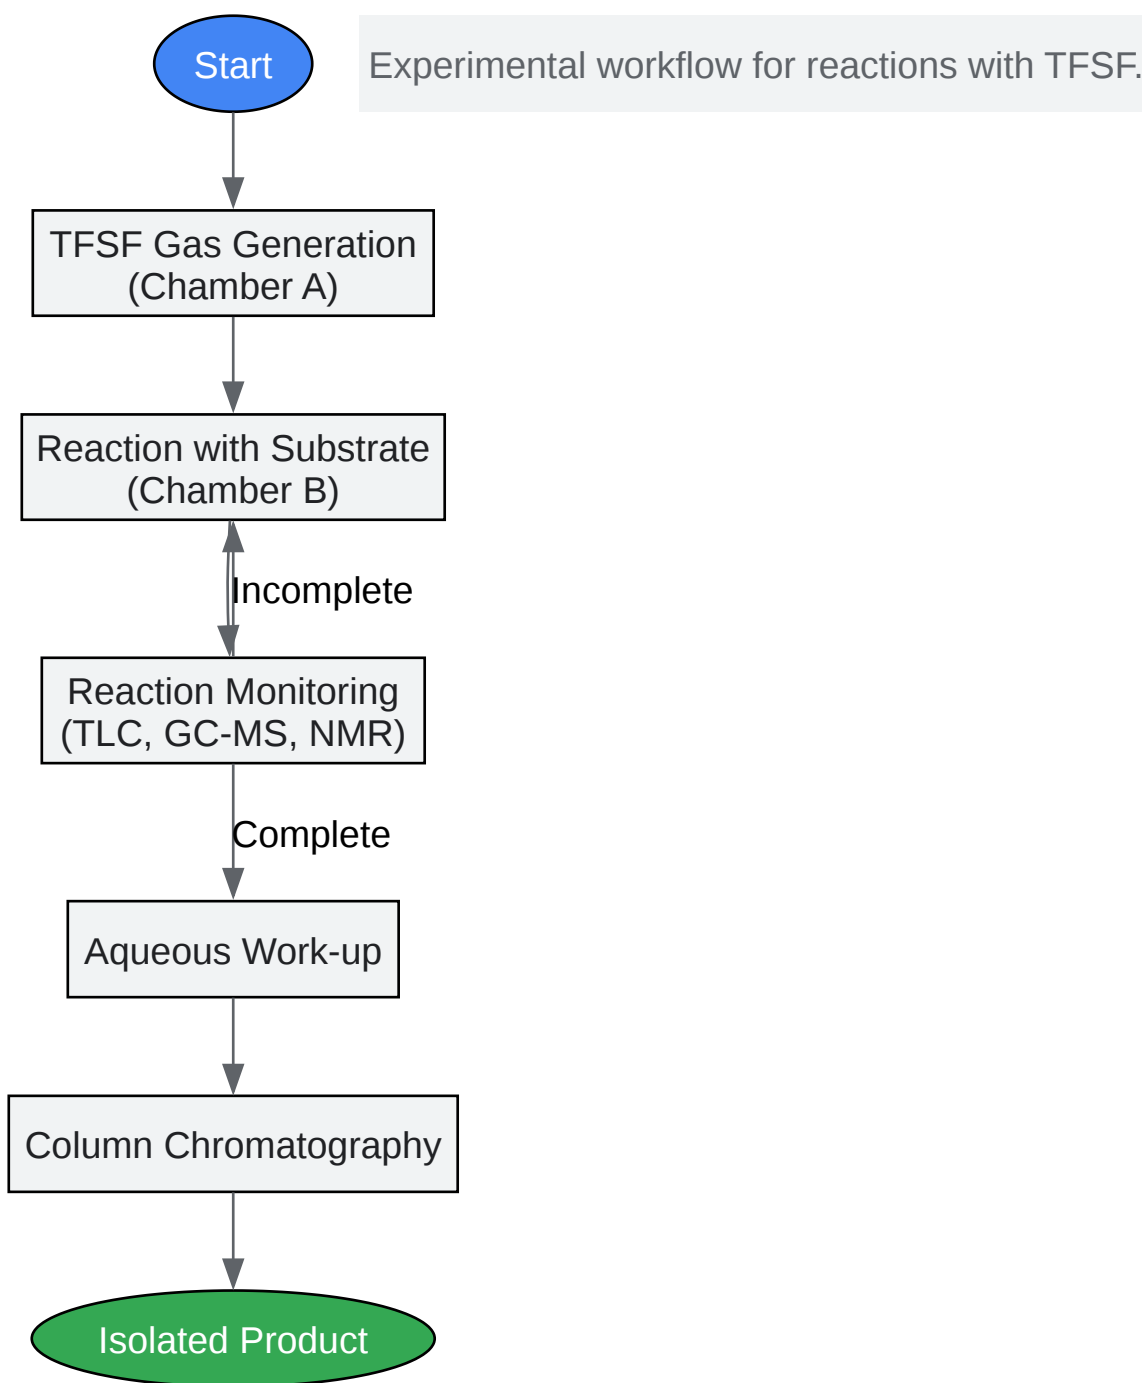 Start
Experimental workflow for reactions with TFSF.
TFSF Gas Generation
(Chamber A)
Reaction with Substrate
(Chamber B)
Incomplete
Reaction Monitoring
(TLC, GC-MS, NMR)
Complete
Aqueous Work-up
Column Chromatography
Isolated Product